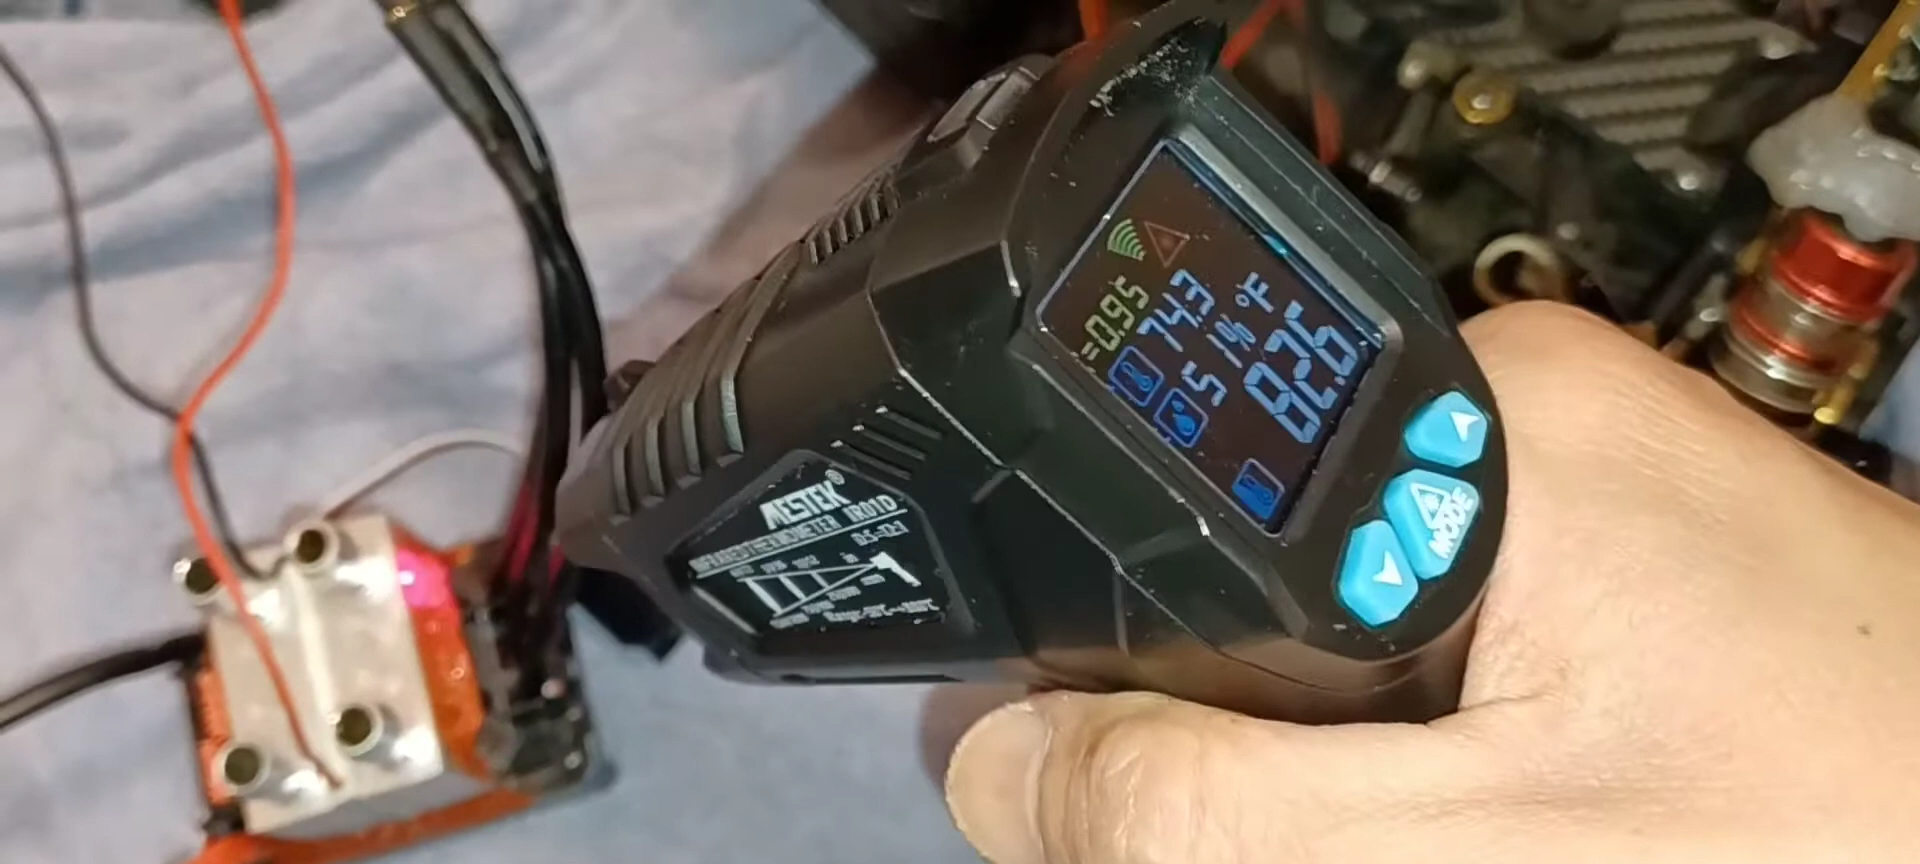 =0.95
74.3
51%
°F
82.6
MODE
MESTEK®
INFRARED THERMOMETER IR01D
D:S=12:1